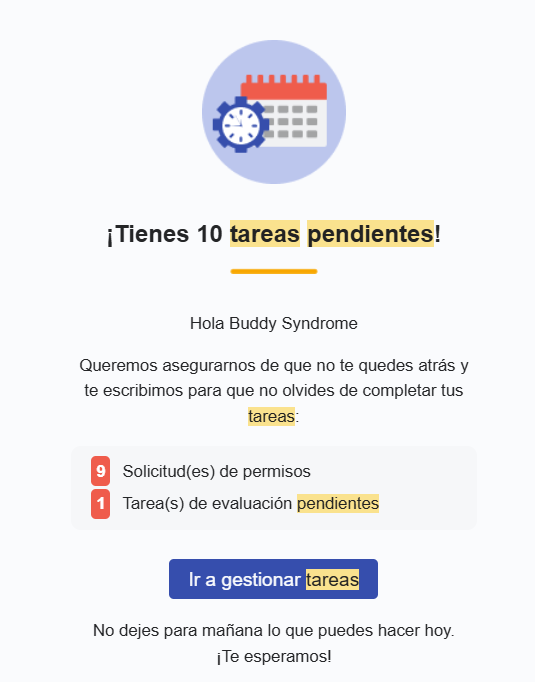 ¡Tienes 10 tareas pendientes!
Hola Buddy Syndrome
Queremos asegurarnos de que no te quedes atrás y
te escribimos para que no olvides de completar tus
tareas:
9 Solicitud(es) de permisos
1 Tarea(s) de evaluación pendientes
Ir a gestionar tareas
No dejes para mañana lo que puedes hacer hoy.
¡Te esperamos!